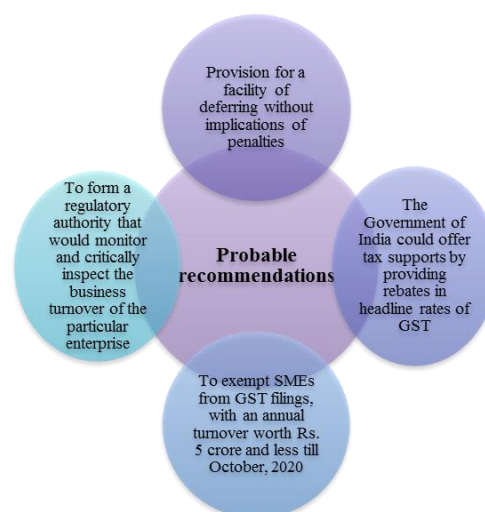 Provision for a
facility of
deferring without
implications of
penalties
To form a
regulatory
authority that
would monitor
and critically
inspect the
business
turnover of the
particular
enterprise
Probable
recommendations
The
Government of
India could offer
tax supports by
providing
rebates in
headline rates of
GST
To exempt SMEs
from GST filings,
with an annual
turnover worth Rs.
5 crore and less till
October, 2020